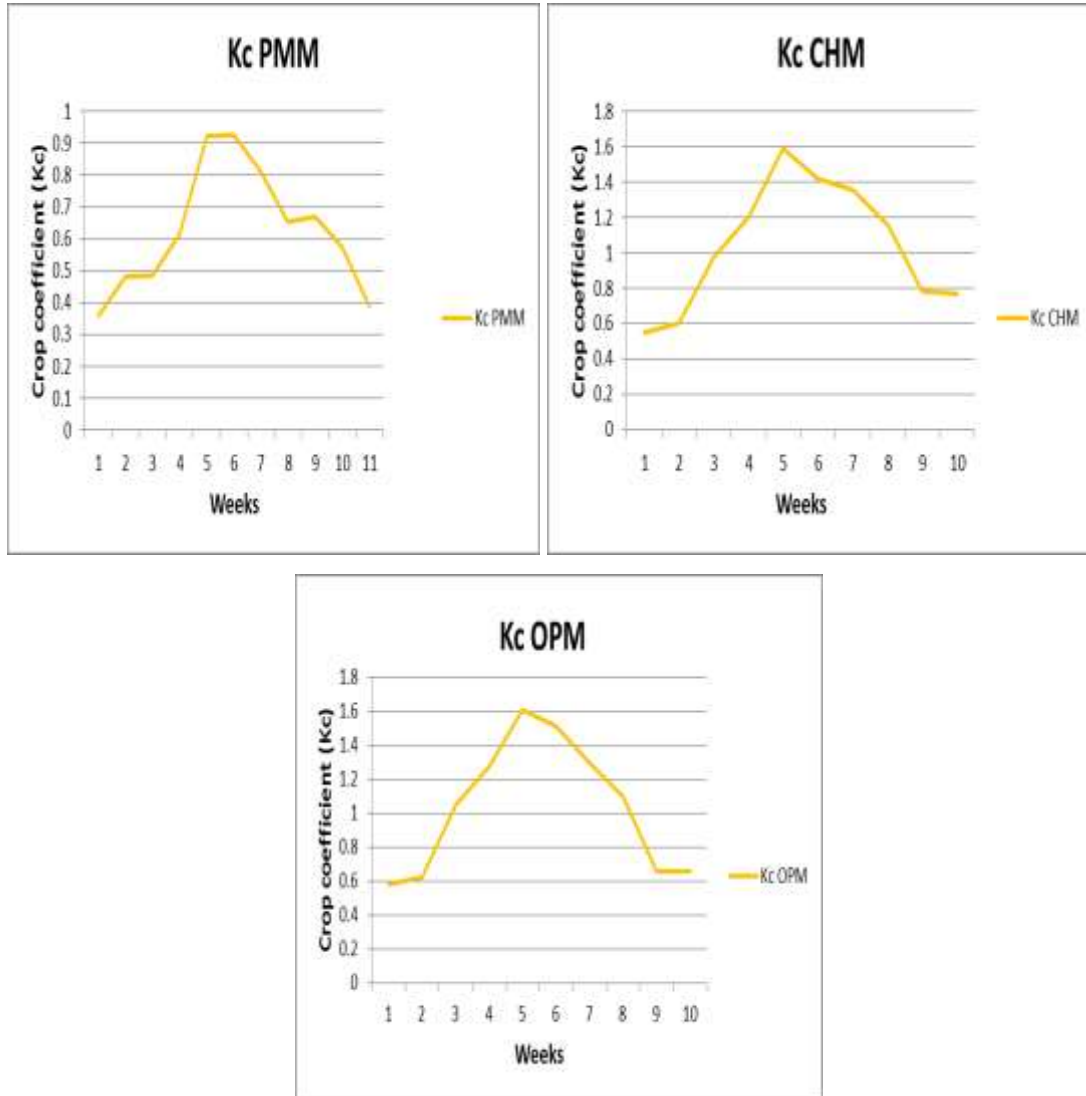 Kc PMM
Crop coefficient (Kc)
1
0.9
0.8
0.7
0.6
0.5
0.4
0.3
0.2
0.1
0
1 2 3 4 5 6 7 8 9 10 11
Weeks
Kc PMM
Kc CHM
Crop coefficient (Kc)
1.8
1.6
1.4
1.2
1
0.8
0.6
0.4
0.2
0
1 2 3 4 5 6 7 8 9 10
Weeks
Kc CHM
Kc OPM
Crop coefficient (Kc)
1.8
1.6
1.4
1.2
1
0.8
0.6
0.4
0.2
0
1 2 3 4 5 6 7 8 9 10
Weeks
Kc OPM